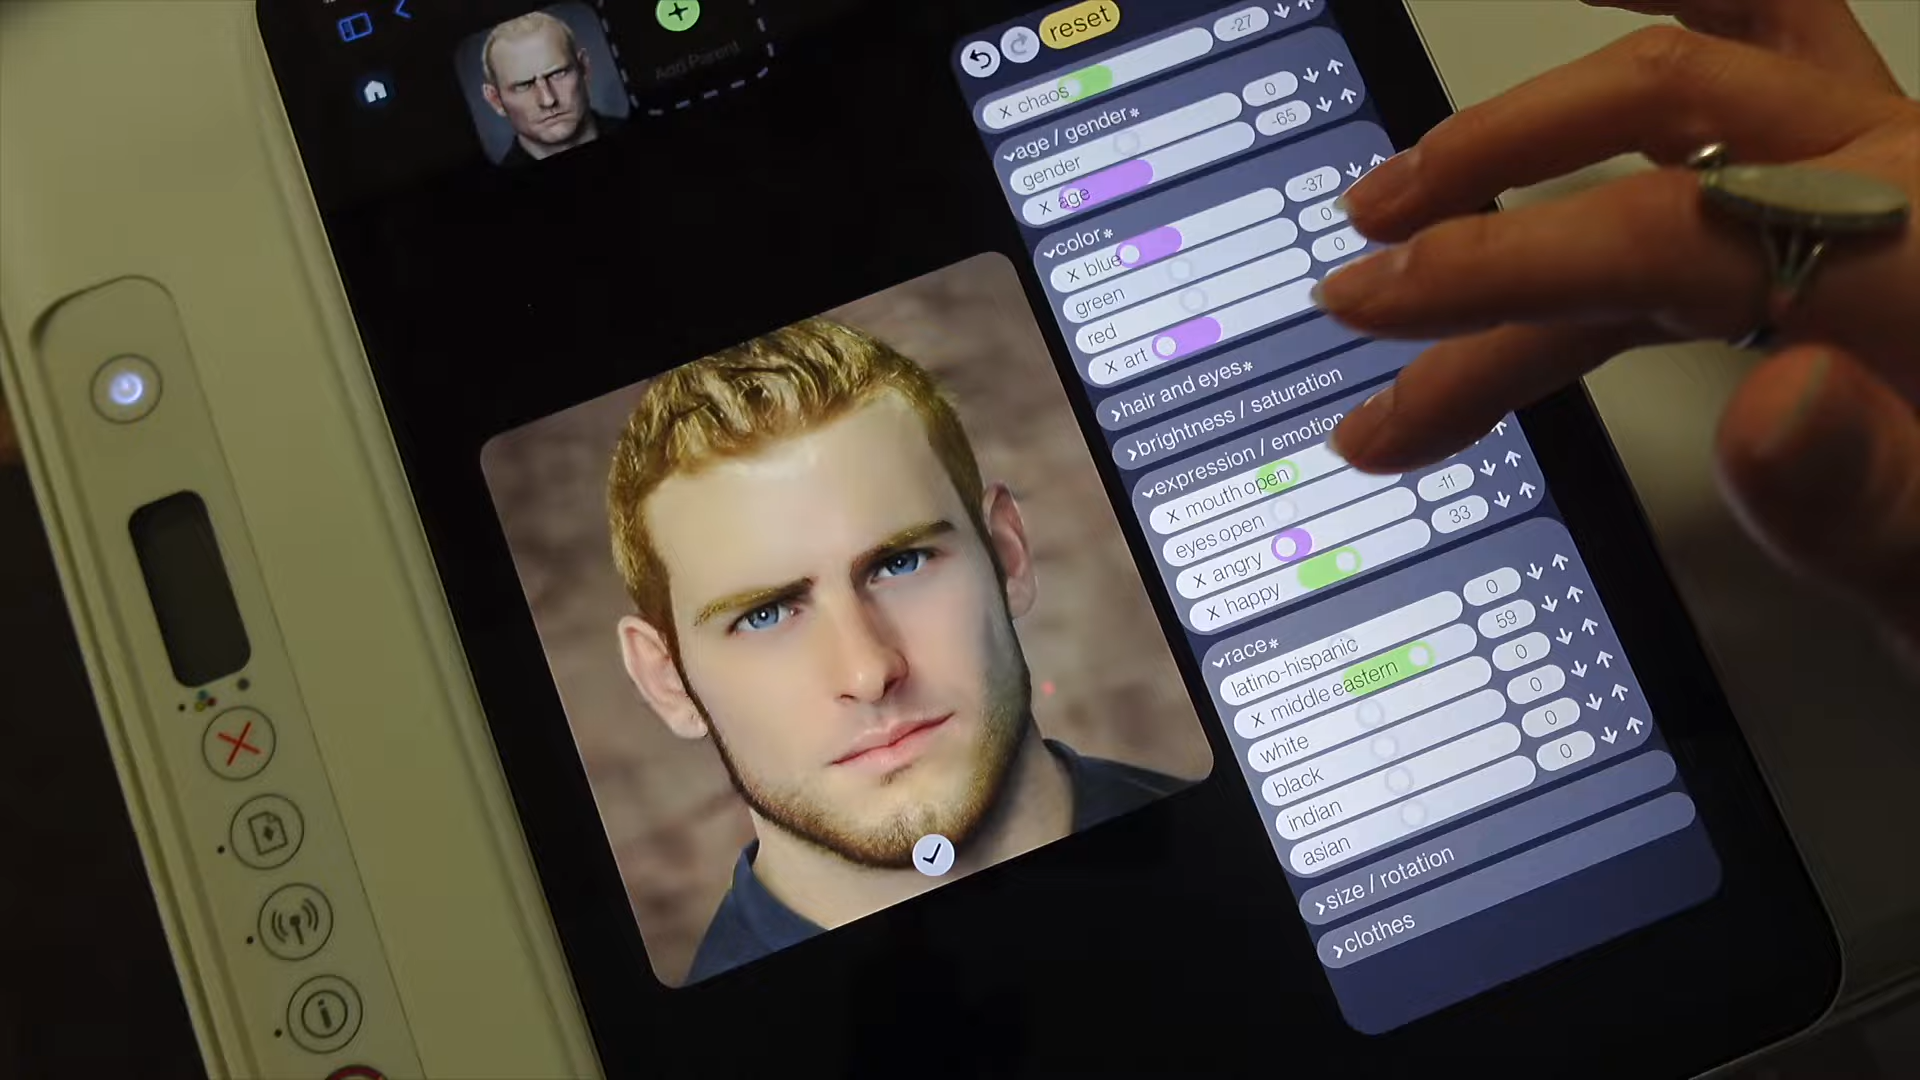 reset
Add Parent
-27
X chaos
age / gender*
gender
0
X age
-65
color*
X blue
-37
green
0
red
0
X art
hair and eyes*
brightness / saturation
expression / emotion
X mouth open
eyes open
X angry
-11
X happy
33
race*
latino-hispanic
0
X middle eastern
59
white
0
black
0
indian
0
asian
0
size / rotation
clothes